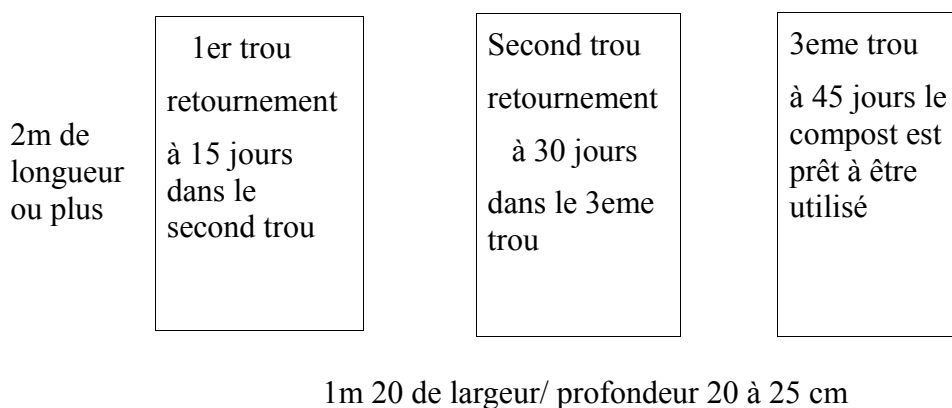 2m de
longueur
ou plus
1er trou
retournement
à 15 jours
dans le
second trou
Second trou
retournement
à 30 jours
dans le 3eme
trou
3eme trou
à 45 jours le
compost est
prêt à être
utilisé
1m 20 de largeur/ profondeur 20 à 25 cm